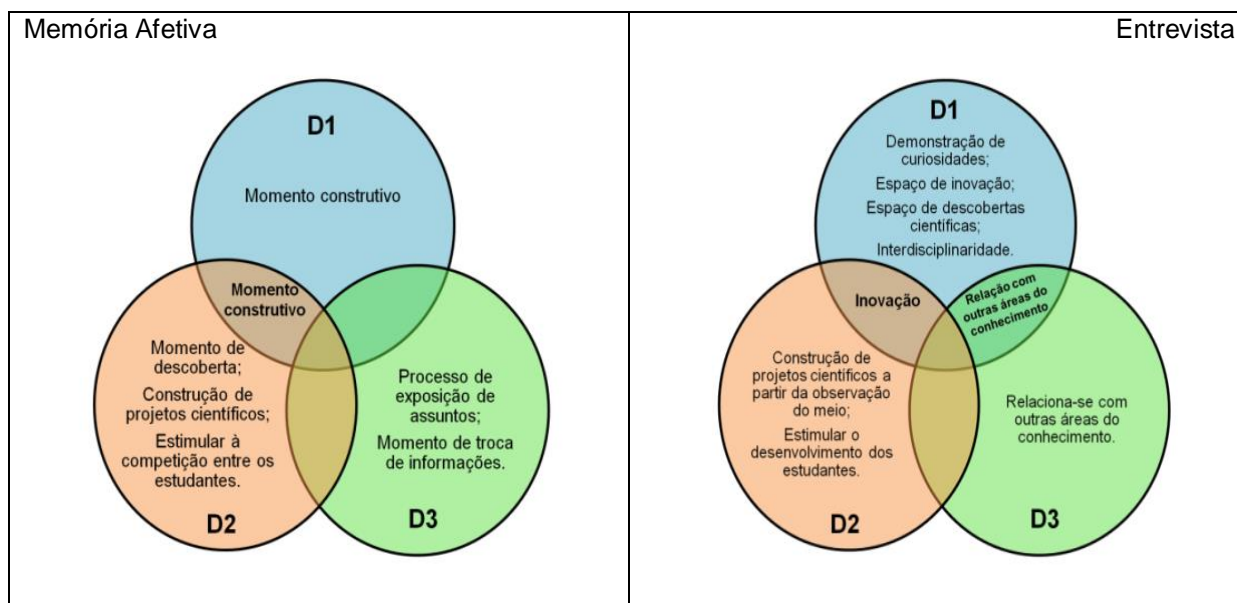 Memória Afetiva
D1
Momento construtivo
Momento
construtivo
Momento de
descoberta;
Construção de
projetos científicos;
Estimular à
competição entre os
estudantes.
D2
Processo de
exposição de
assuntos;
Momento de troca
de informações.
D3
Entrevista
D1
Demonstração de
curiosidades;
Espaço de inovação;
Espaço de descobertas
científicas;
Interdisciplinaridade.
Inovação
Relação com
outras áreas do
conhecimento
Construção de
projetos científicos a
partir da observação
do meio;
Estimular o
desenvolvimento dos
estudantes.
D2
Relaciona-se com
outras áreas do
conhecimento.
D3